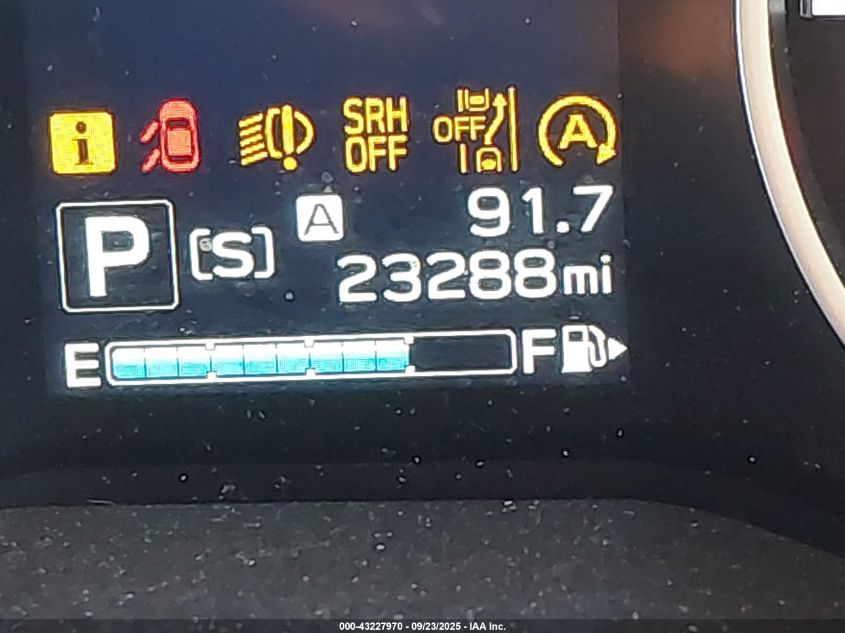 i SRH OFF OFF A
P [S] A 91.7
23288mi
E F
000-43227970 - 09/23/2025 - IAA Inc.